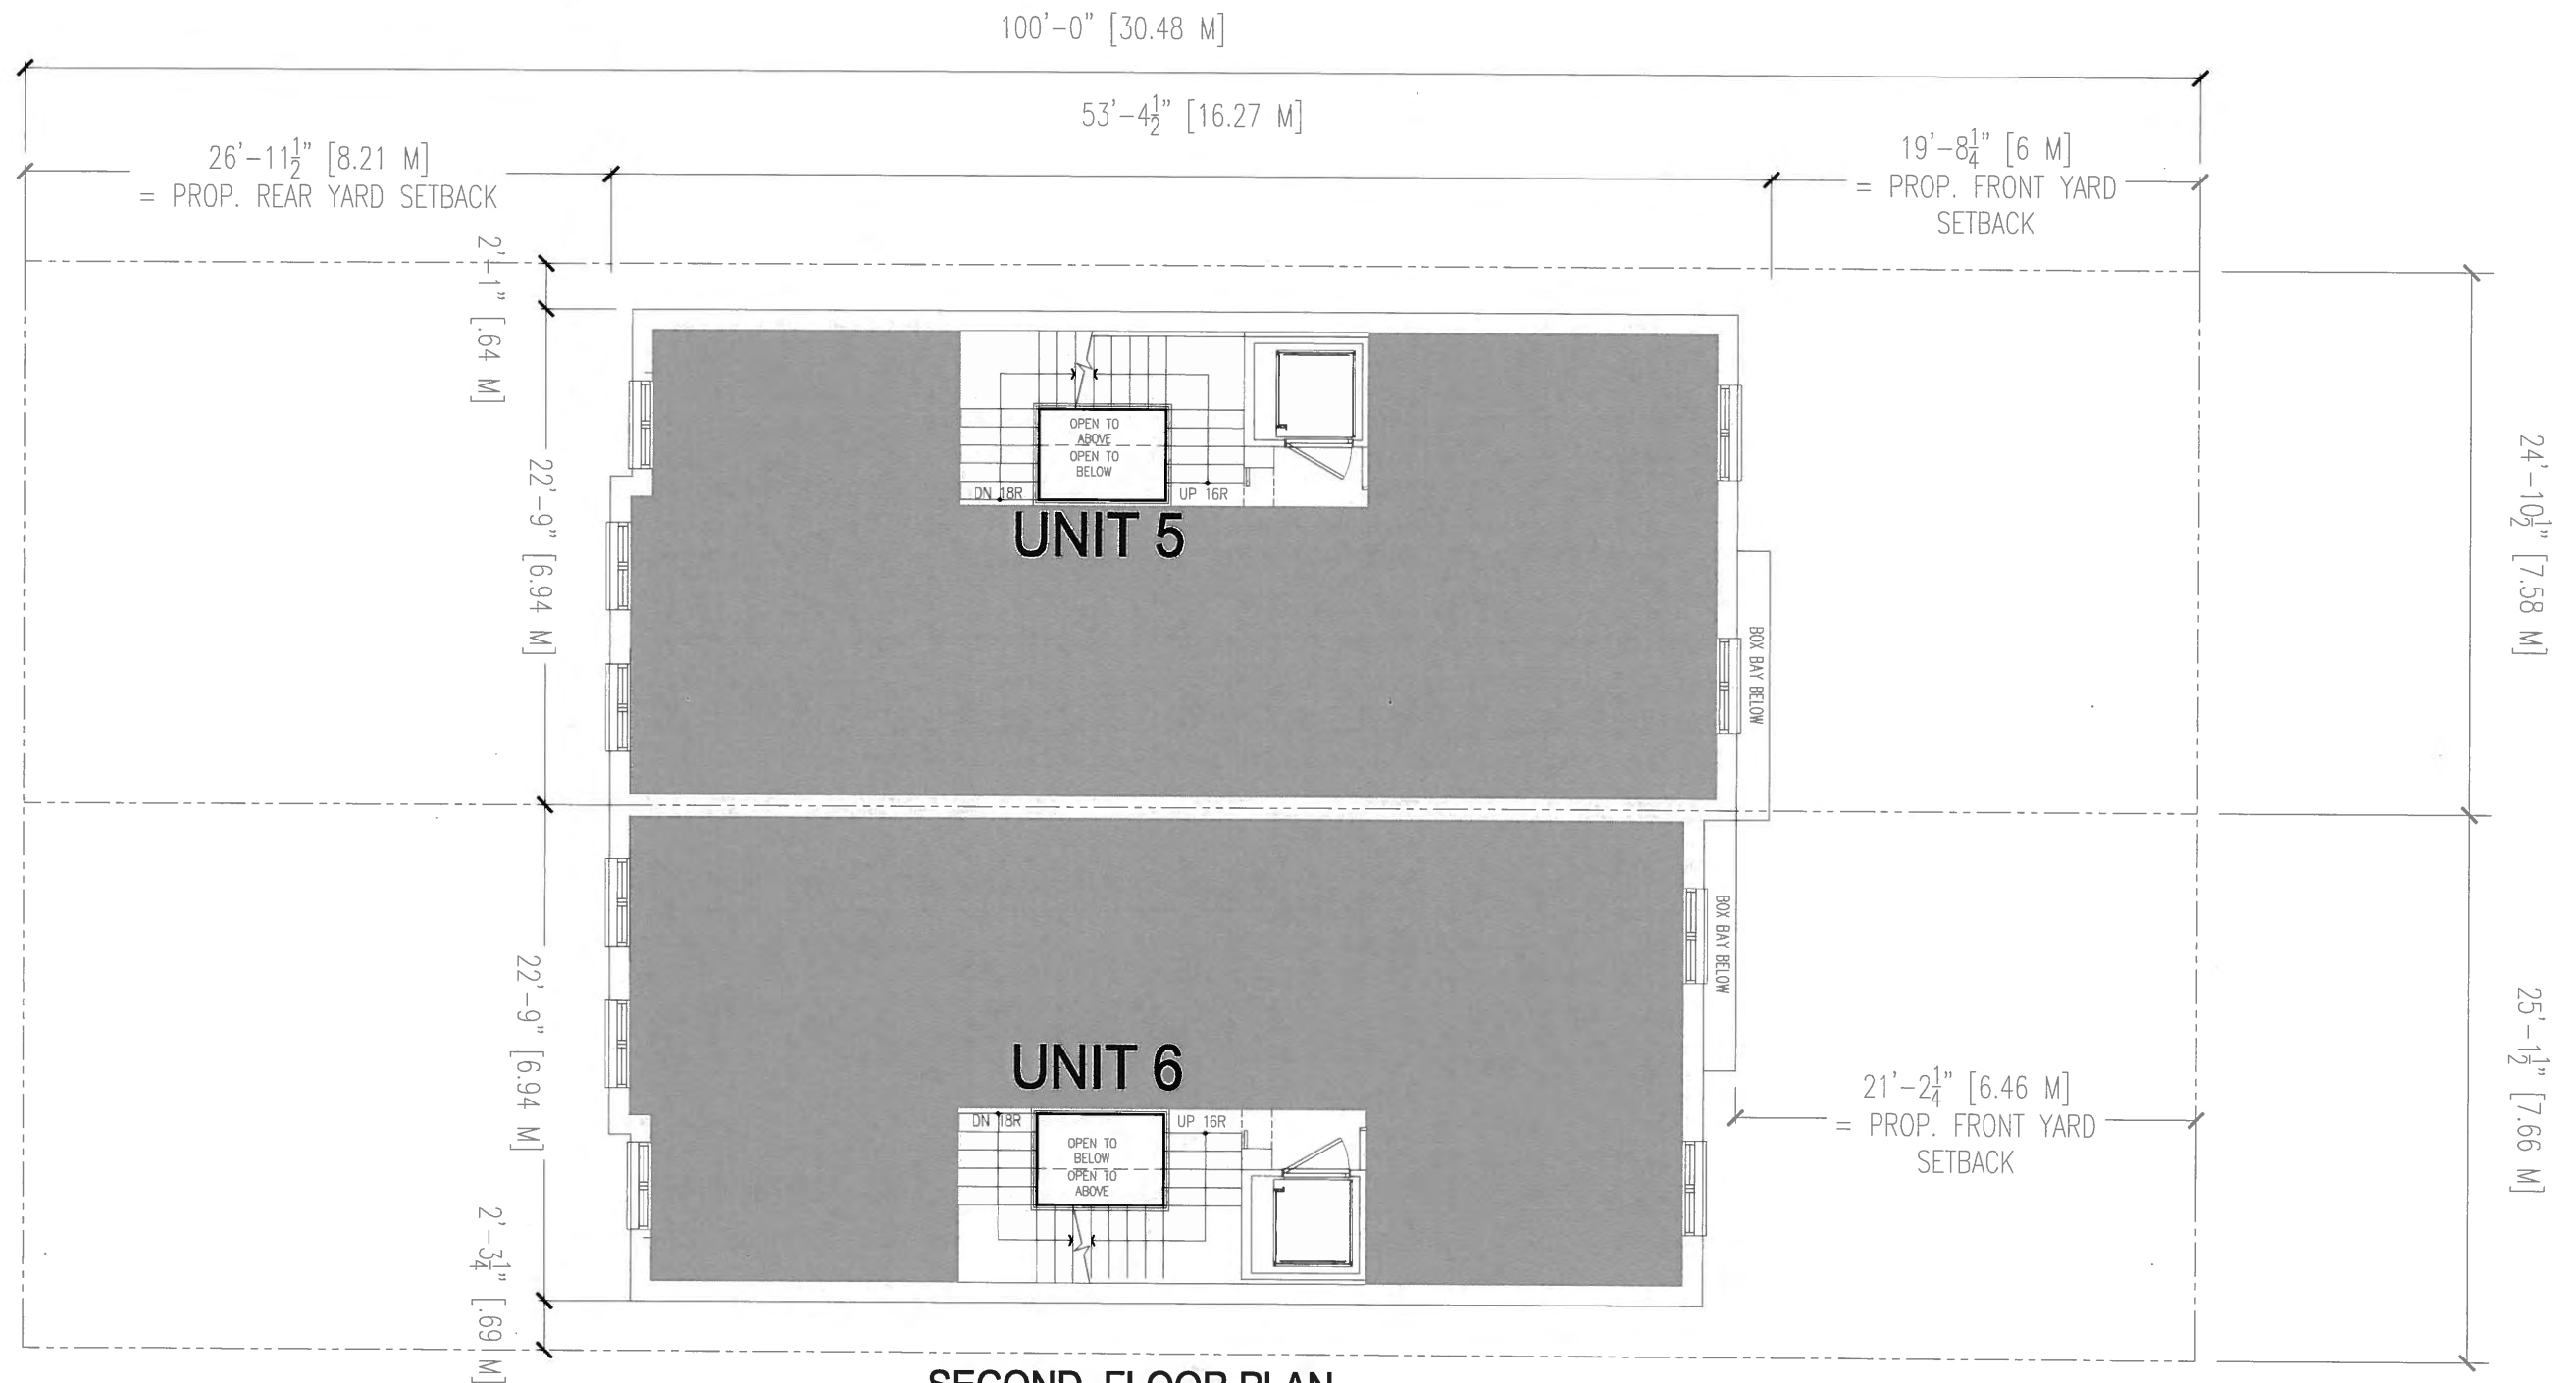 100'-0" [30.48 M]
53'-4½" [16.27 M]
26'-11½" [8.21 M]
= PROP. REAR YARD SETBACK
19'-8¼" [6 M]
= PROP. FRONT YARD
SETBACK
2'-1" [.64 M]
22'-9" [6.94 M]
24'-10½" [7.58 M]
OPEN TO
ABOVE
OPEN TO
BELOW
DN 18R
UP 16R
UNIT 5
BOX BAY BELOW
BOX BAY BELOW
22'-9" [6.94 M]
25'-1½" [7.66 M]
UNIT 6
21'-2¼" [6.46 M]
= PROP. FRONT YARD
SETBACK
DN 18R
UP 16R
OPEN TO
BELOW
OPEN TO
ABOVE
2'-3¼" [.69 M]
SECOND FLOOR PLAN